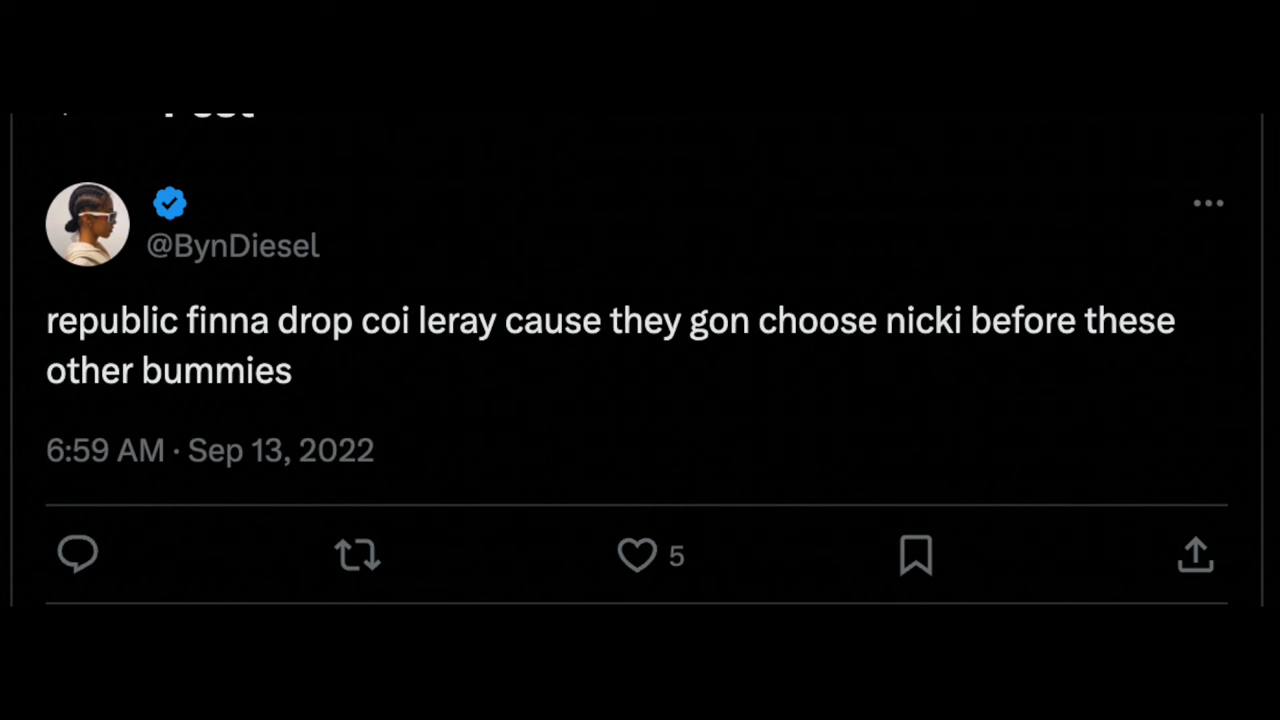 @BynDiesel
republic finna drop coi leray cause they gon choose nicki before these
other bummies
6:59 AM · Sep 13, 2022
5